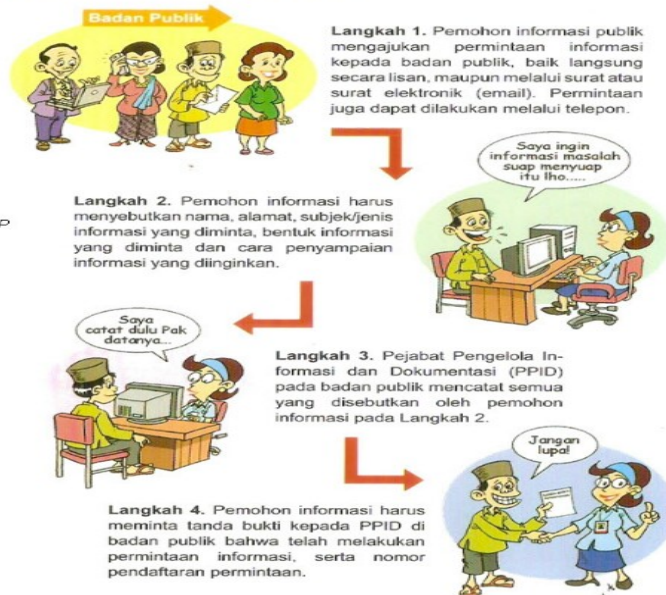 Badan Publik
Langkah 1. Pemohon informasi publik
mengajukan permintaan informasi
kepada badan publik, baik langsung
secara lisan, maupun melalui surat atau
surat elektronik (email). Permintaan
juga dapat dilakukan melalui telepon.
Saya ingin
informasi masalah
suap menyuap
itu lho.....
Langkah 2. Pemohon informasi harus
menyebutkan nama, alamat, subjek/jenis
informasi yang diminta, bentuk informasi
yang diminta dan cara penyampaian
informasi yang diinginkan.
P
Saya
catat dulu Pak
datanya...
Langkah 3. Pejabat Pengelola In-
formasi dan Dokumentasi (PPID)
pada badan publik mencatat semua
yang disebutkan oleh pemohon
informasi pada Langkah 2.
Jangan
lupa!
Langkah 4. Pemohon informasi harus
meminta tanda bukti kepada PPID di
badan publik bahwa telah melakukan
permintaan informasi, serta nomor
pendaftaran permintaan.